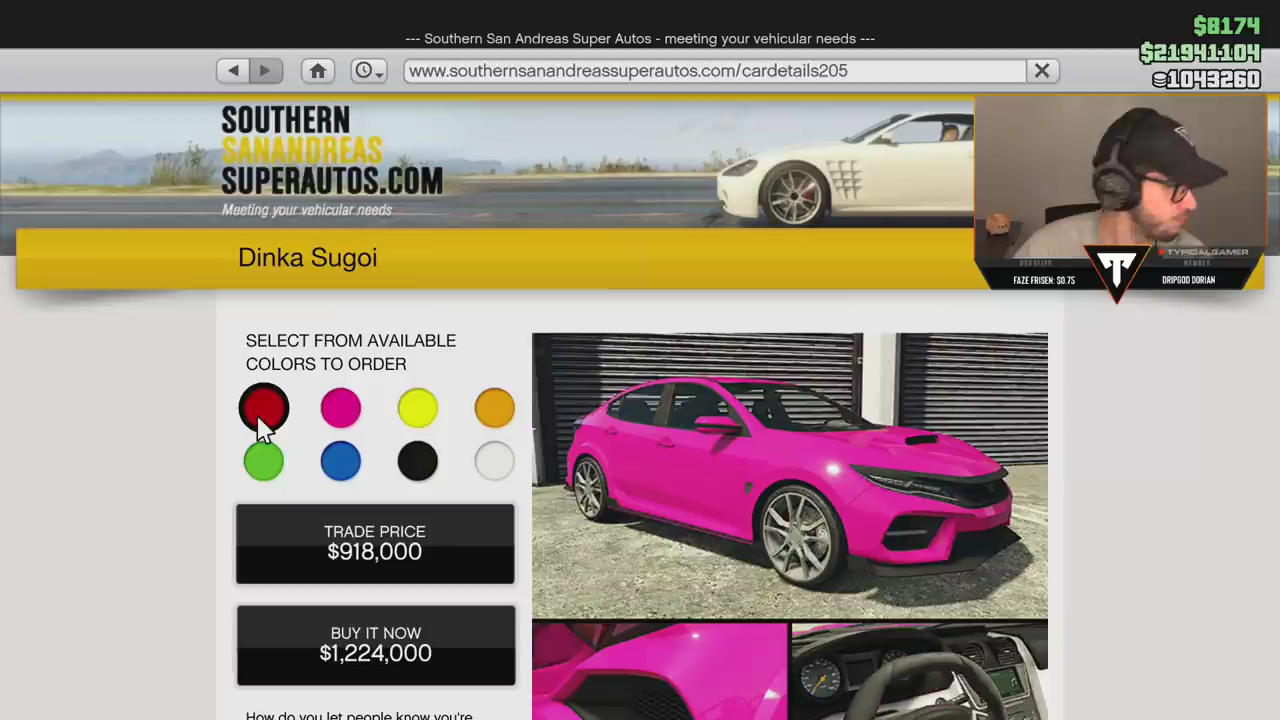 $8174
--- Southern San Andreas Super Autos - meeting your vehicular needs ---
$21941104
www.southernsanandreassuperautos.com/cardetails205
1043260
SOUTHERN
SANANDREAS
SUPERAUTOS.COM
Meeting your vehicular needs
Dinka Sugoi
TYPICALGAMER
MEMBER
FAZE FRISEN: $0.75
DRIPGOD DORIAN
SELECT FROM AVAILABLE
COLORS TO ORDER
TRADE PRICE
$918,000
BUY IT NOW
$1,224,000
How do you let people know you're